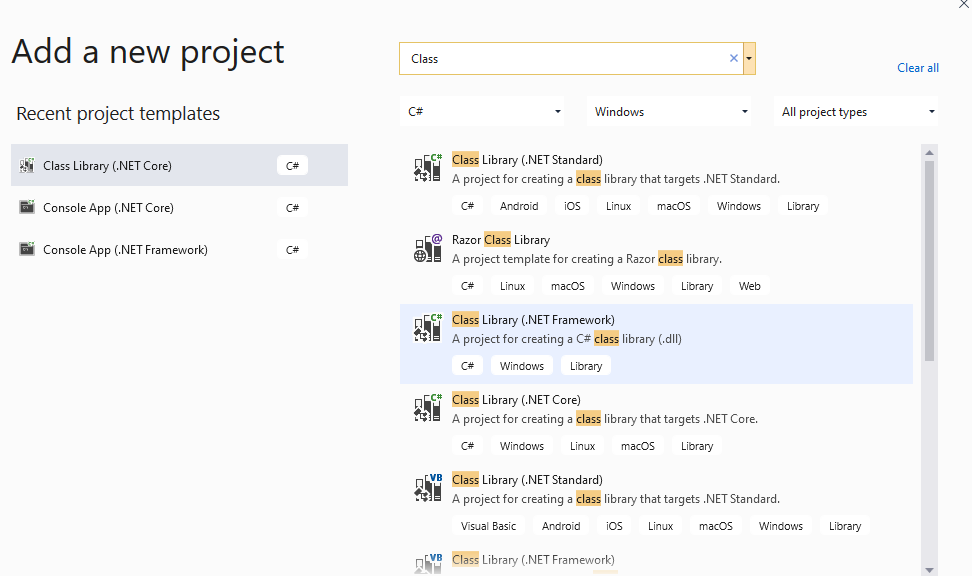 Add a new project
Class
Clear all
Recent project templates
C#
Windows
All project types
Class Library (.NET Core) C#
Console App (.NET Core) C#
Console App (.NET Framework) C#
C#
Class Library (.NET Standard)
A project for creating a class library that targets .NET Standard.
C# Android iOS Linux macOS Windows Library
@
Razor Class Library
A project template for creating a Razor class library.
C# Linux macOS Windows Library Web
C#
Class Library (.NET Framework)
A project for creating a C# class library (.dll)
C# Windows Library
C#
Class Library (.NET Core)
A project for creating a class library that targets .NET Core.
C# Windows Linux macOS Library
VB
Class Library (.NET Standard)
A project for creating a class library that targets .NET Standard.
Visual Basic Android iOS Linux macOS Windows Library
VB
Class Library (.NET Framework)